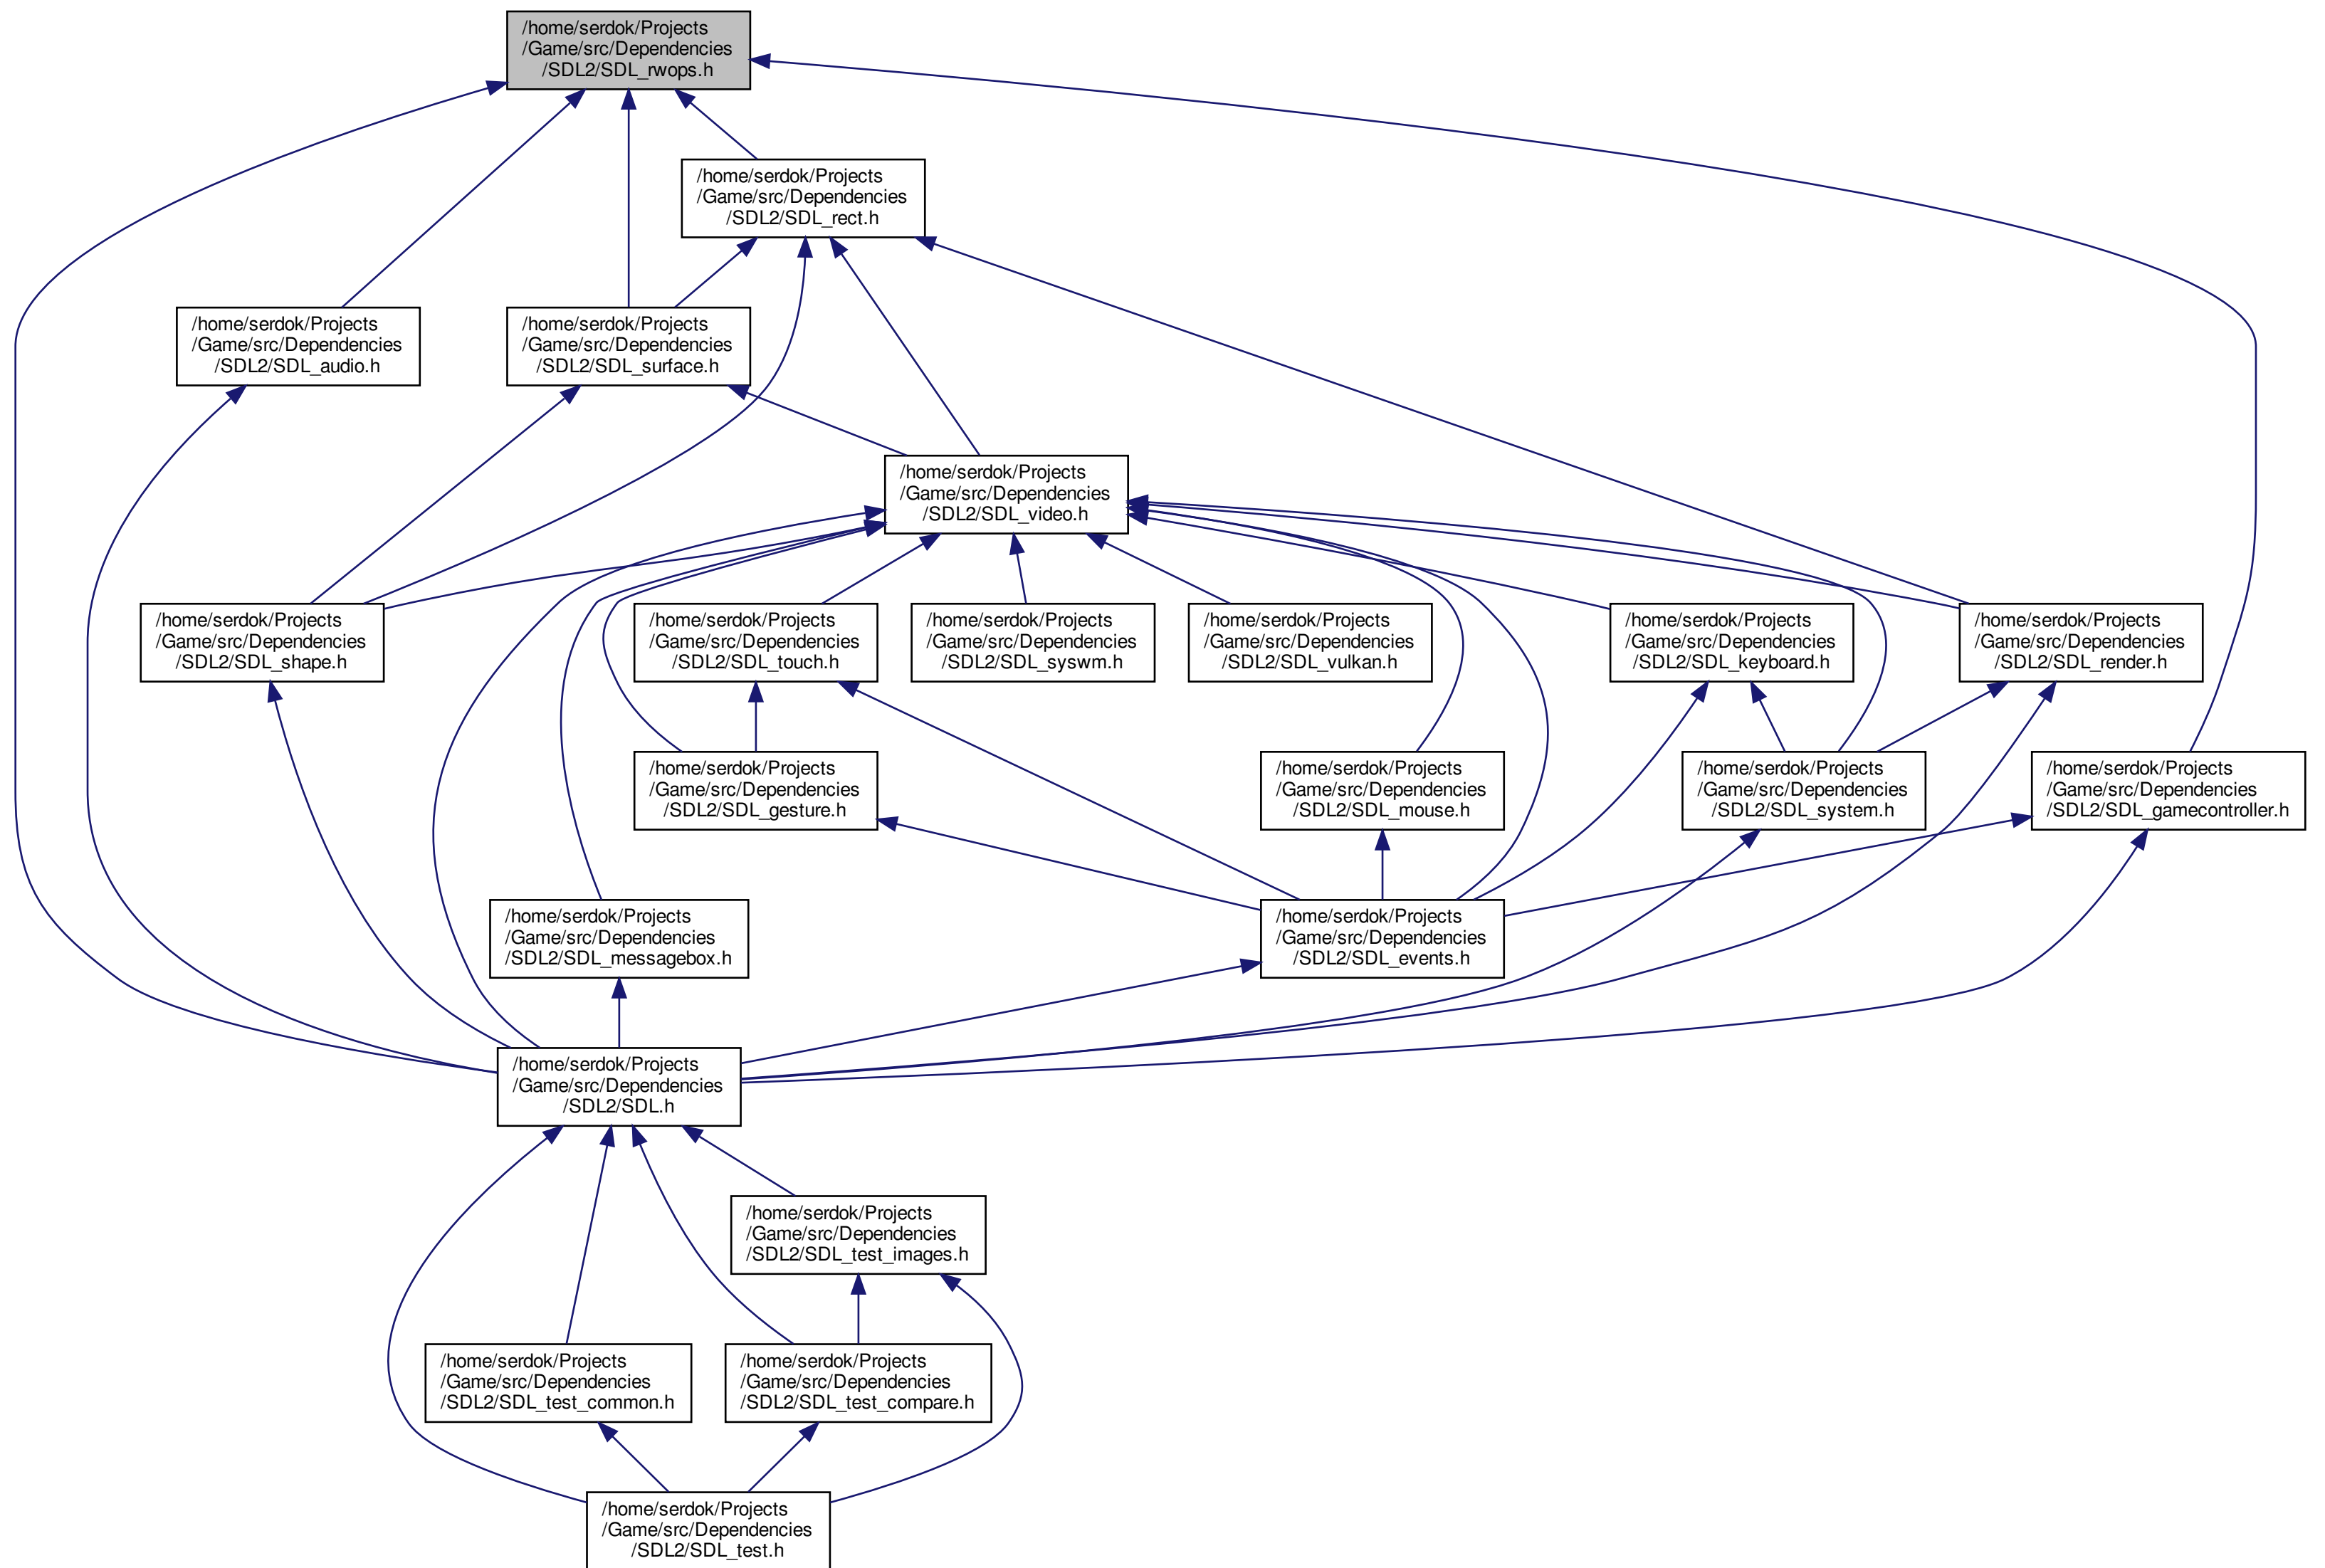 /home/serdok/Projects
/Game/src/Dependencies
/SDL2/SDL_rwops.h
/home/serdok/Projects
/Game/src/Dependencies
/SDL2/SDL_rect.h
/home/serdok/Projects
/Game/src/Dependencies
/SDL2/SDL_audio.h
/home/serdok/Projects
/Game/src/Dependencies
/SDL2/SDL_surface.h
/home/serdok/Projects
/Game/src/Dependencies
/SDL2/SDL_video.h
/home/serdok/Projects
/Game/src/Dependencies
/SDL2/SDL_shape.h
/home/serdok/Projects
/Game/src/Dependencies
/SDL2/SDL_touch.h
/home/serdok/Projects
/Game/src/Dependencies
/SDL2/SDL_syswm.h
/home/serdok/Projects
/Game/src/Dependencies
/SDL2/SDL_vulkan.h
/home/serdok/Projects
/Game/src/Dependencies
/SDL2/SDL_keyboard.h
/home/serdok/Projects
/Game/src/Dependencies
/SDL2/SDL_render.h
/home/serdok/Projects
/Game/src/Dependencies
/SDL2/SDL_gesture.h
/home/serdok/Projects
/Game/src/Dependencies
/SDL2/SDL_mouse.h
/home/serdok/Projects
/Game/src/Dependencies
/SDL2/SDL_system.h
/home/serdok/Projects
/Game/src/Dependencies
/SDL2/SDL_gamecontroller.h
/home/serdok/Projects
/Game/src/Dependencies
/SDL2/SDL_messagebox.h
/home/serdok/Projects
/Game/src/Dependencies
/SDL2/SDL_events.h
/home/serdok/Projects
/Game/src/Dependencies
/SDL2/SDL.h
/home/serdok/Projects
/Game/src/Dependencies
/SDL2/SDL_test_images.h
/home/serdok/Projects
/Game/src/Dependencies
/SDL2/SDL_test_common.h
/home/serdok/Projects
/Game/src/Dependencies
/SDL2/SDL_test_compare.h
/home/serdok/Projects
/Game/src/Dependencies
/SDL2/SDL_test.h